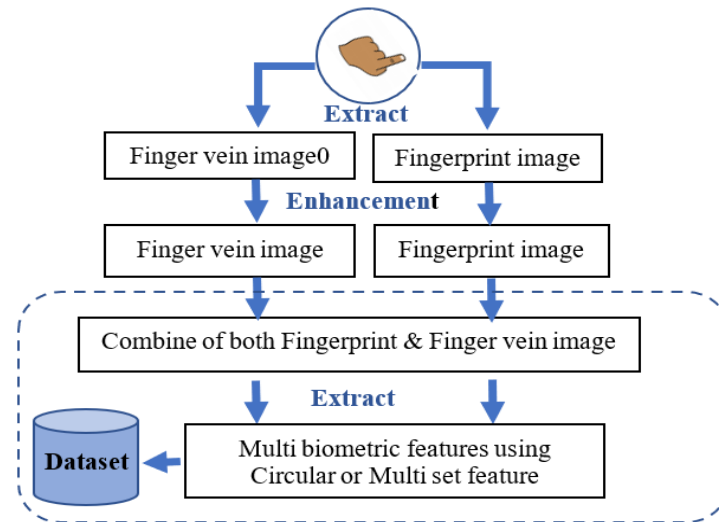 Extract
Finger vein image0
Fingerprint image
Enhancement
Finger vein image
Fingerprint image
Combine of both Fingerprint & Finger vein image
Extract
Dataset
Multi biometric features using
Circular or Multi set feature